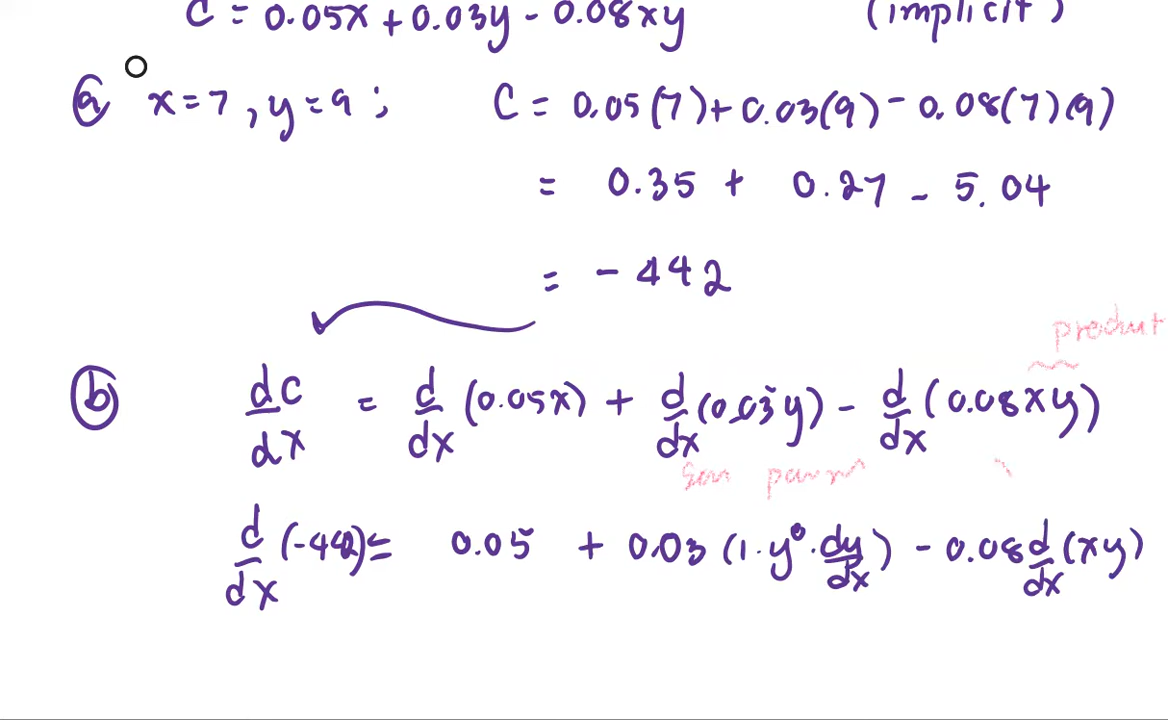 C = 0.05x + 0.03y - 0.08xy (implicit)
ⓐ x = 7 , y = 9 ; C = 0.05(7) + 0.03(9) - 0.08(7)(9)
= 0.35 + 0.27 - 5.04
= - 442
product
ⓑ dC/dx = d/dx (0.05x) + d/dx (0.03y) - d/dx (0.08xy)
d/dx (-442) = 0.05 + 0.03 (1·y⁰·dy/dx) - 0.08 d/dx (xy)